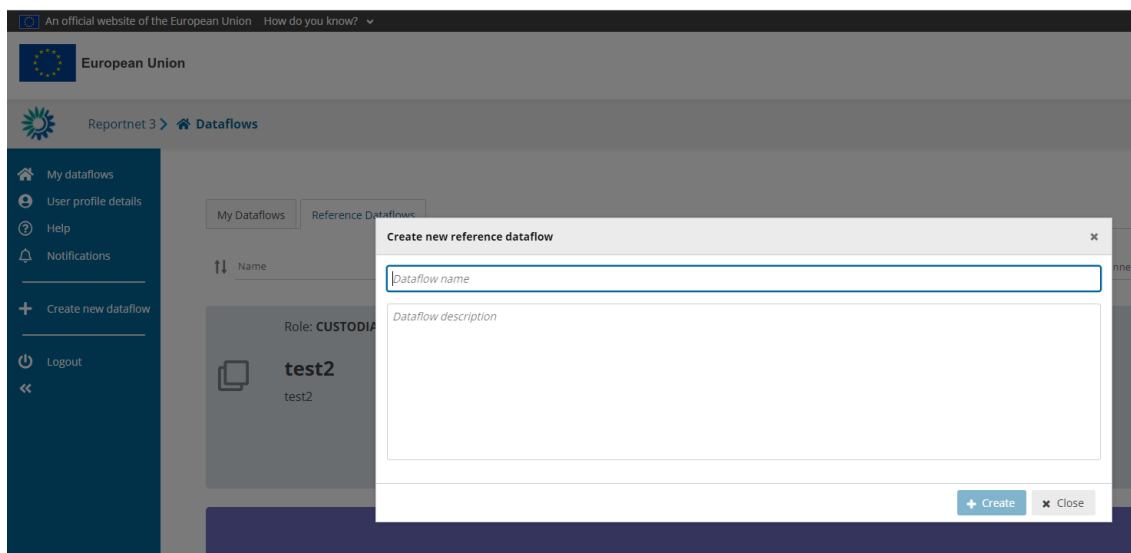 An official website of the European Union How do you know?
European Union
Reportnet 3 Dataflows
My dataflows
User profile details
Help
Notifications
Create new dataflow
Logout
My Dataflows Reference Dataflows
Name
Role: CUSTODIA
test2
test2
Create new reference dataflow
Dataflow name
Dataflow description
Create Close